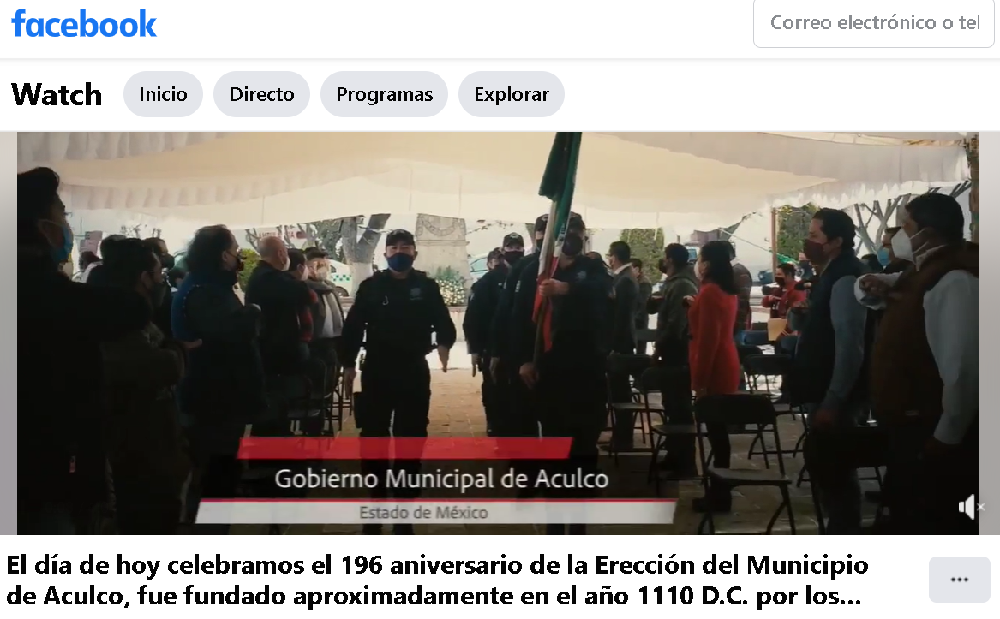 facebook
Correo electrónico o tel
Watch
Inicio
Directo
Programas
Explorar
Gobierno Municipal de Aculco
Estado de México
El día de hoy celebramos el 196 aniversario de la Erección del Municipio
de Aculco, fue fundado aproximadamente en el año 1110 D.C. por los...